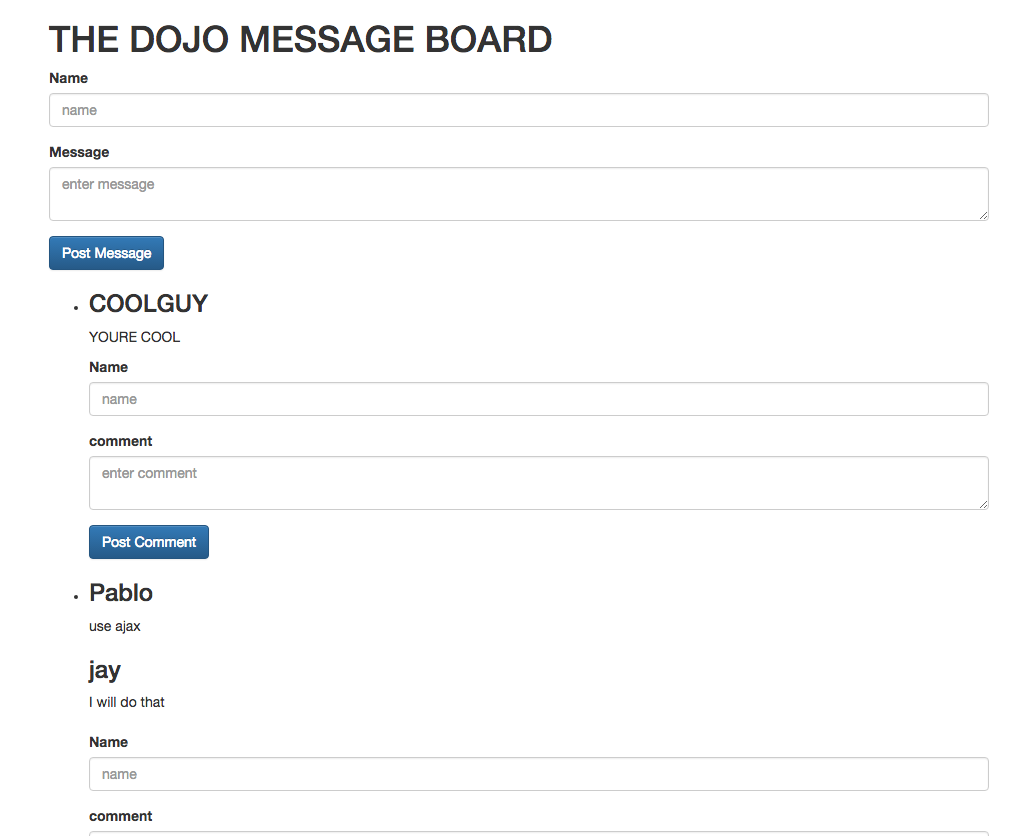 THE DOJO MESSAGE BOARD
Name
name
Message
enter message
Post Message
COOLGUY
YOURE COOL
Name
name
comment
enter comment
Post Comment
Pablo
use ajax
jay
I will do that
Name
name
comment